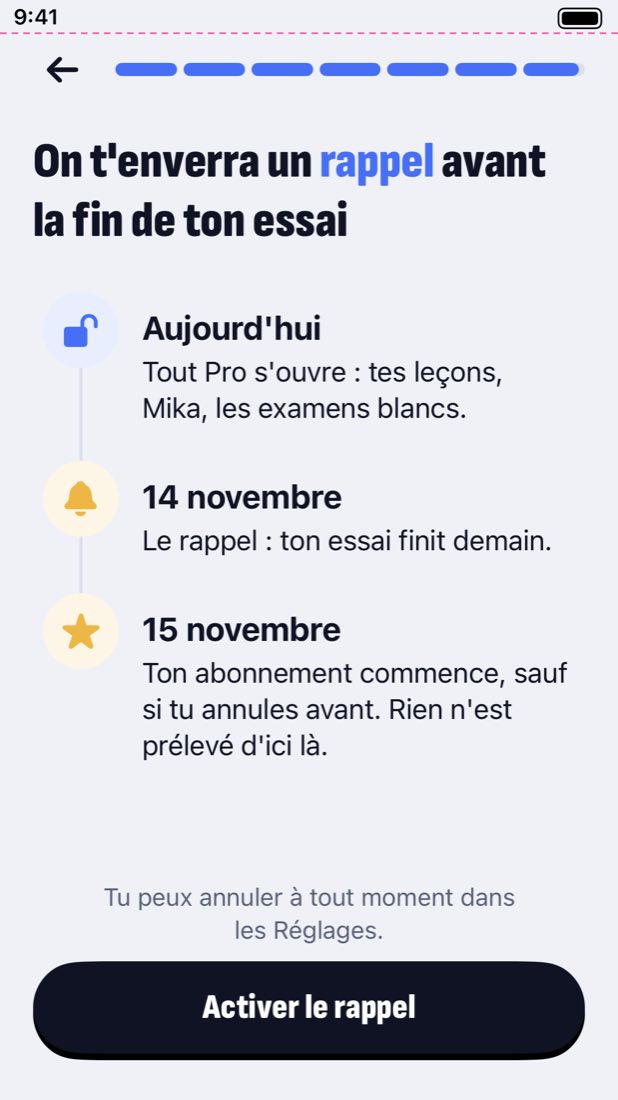 9:41
On t'enverra un rappel avant
la fin de ton essai
Aujourd'hui
Tout Pro s'ouvre : tes leçons,
Mika, les examens blancs.
14 novembre
Le rappel : ton essai finit demain.
15 novembre
Ton abonnement commence, sauf
si tu annules avant. Rien n'est
prélevé d'ici là.
Tu peux annuler à tout moment dans
les Réglages.
Activer le rappel